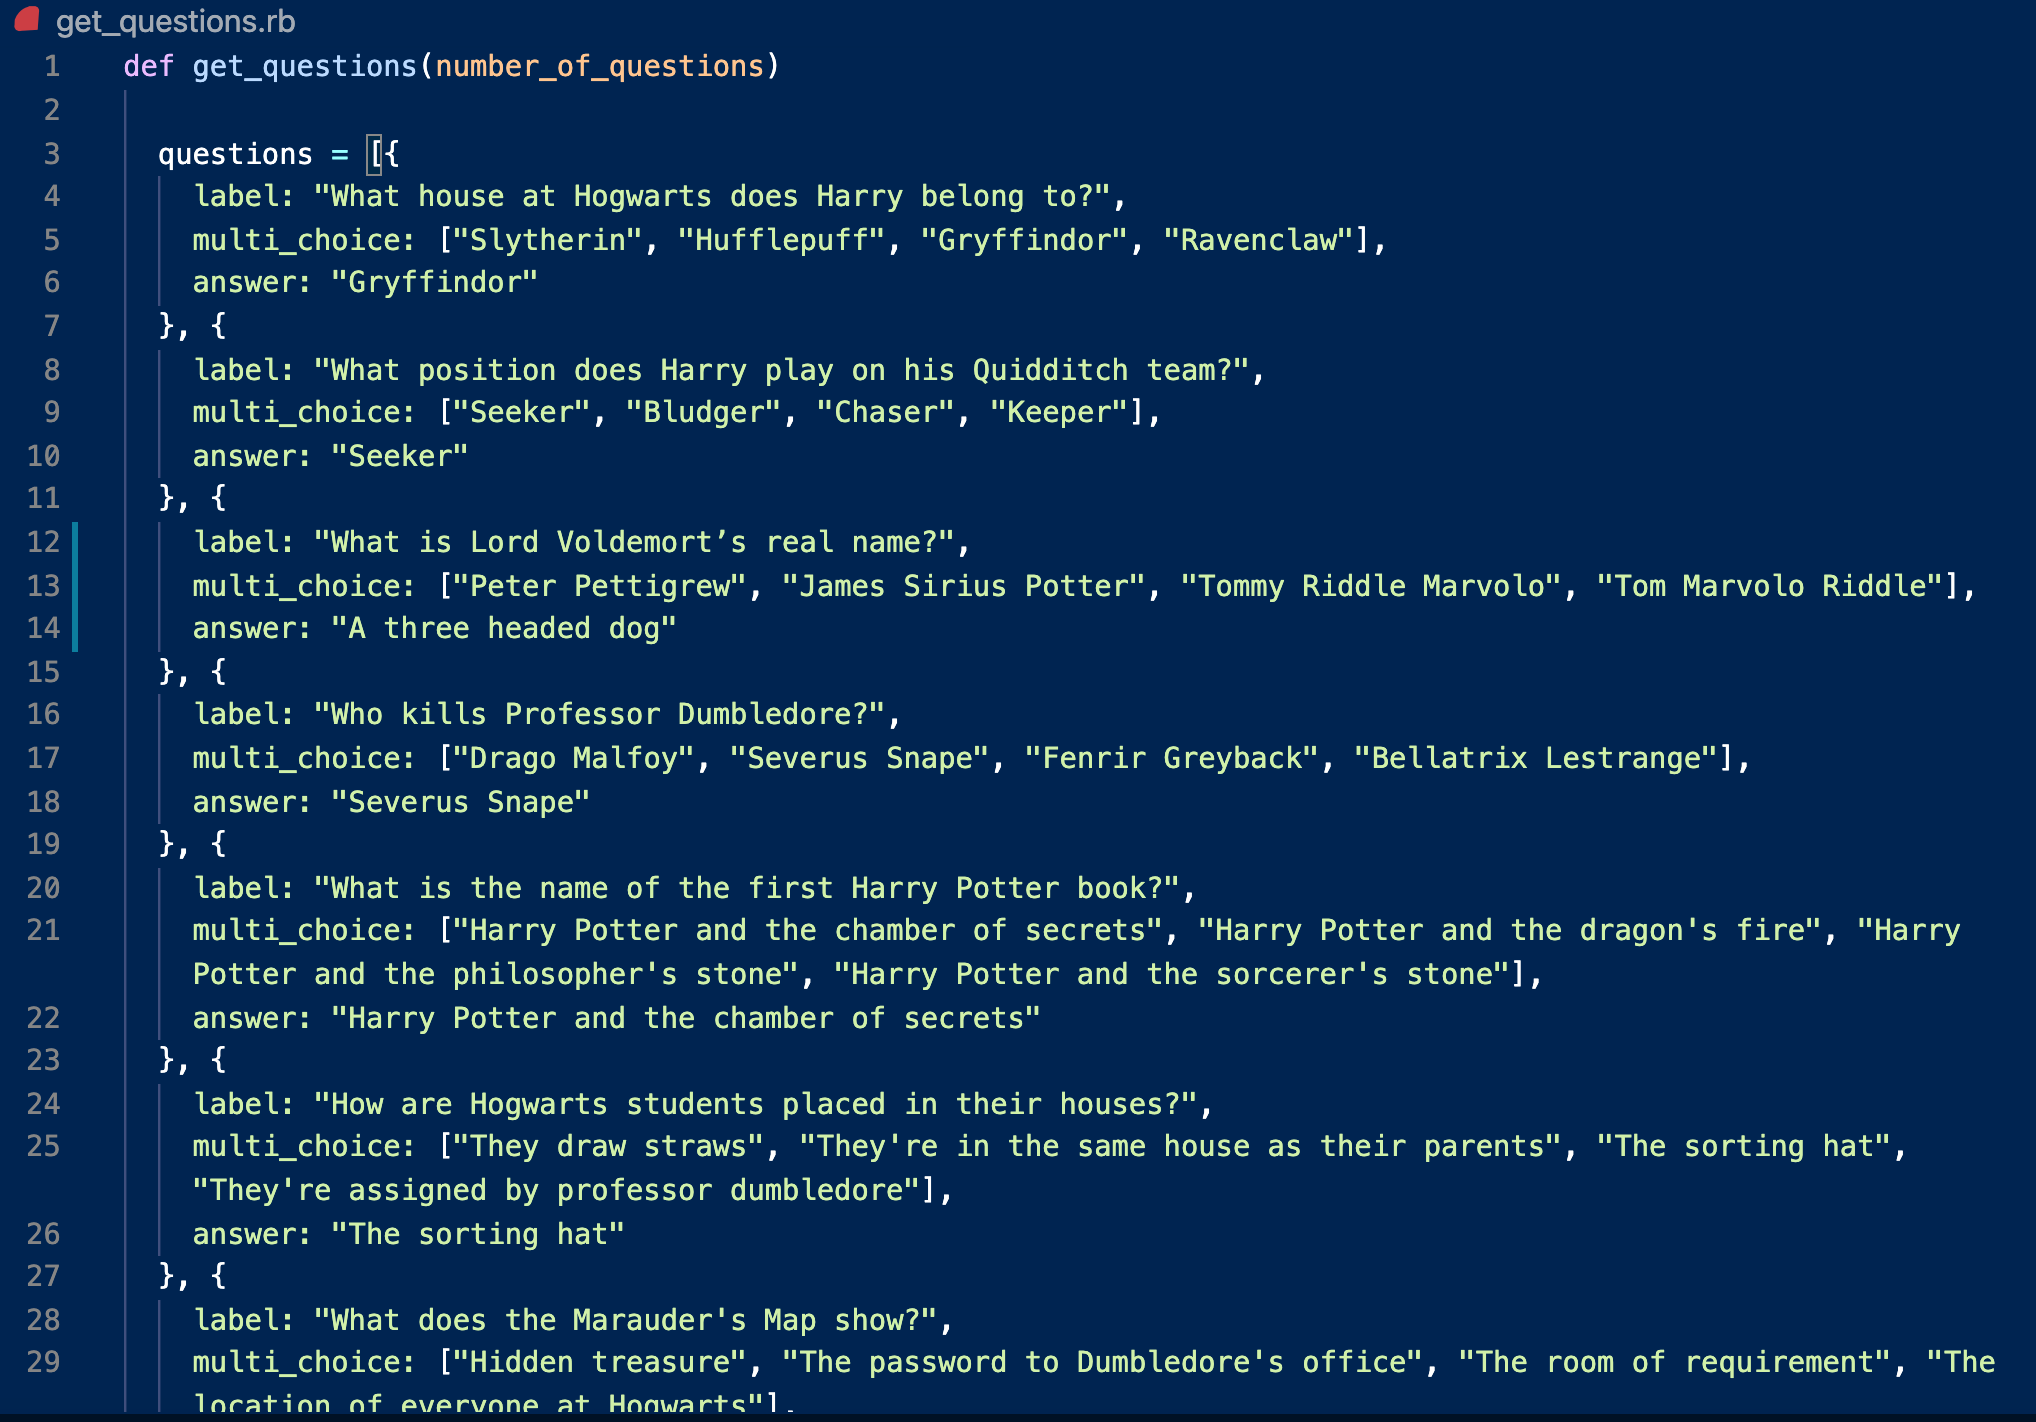 get_questions.rb
1 def get_questions(number_of_questions)
2
3 questions = [{
4 label: "What house at Hogwarts does Harry belong to?",
5 multi_choice: ["Slytherin", "Hufflepuff", "Gryffindor", "Ravenclaw"],
6 answer: "Gryffindor"
7 }, {
8 label: "What position does Harry play on his Quidditch team?",
9 multi_choice: ["Seeker", "Bludger", "Chaser", "Keeper"],
10 answer: "Seeker"
11 }, {
12 label: "What is Lord Voldemort’s real name?",
13 multi_choice: ["Peter Pettigrew", "James Sirius Potter", "Tommy Riddle Marvolo", "Tom Marvolo Riddle"],
14 answer: "A three headed dog"
15 }, {
16 label: "Who kills Professor Dumbledore?",
17 multi_choice: ["Drago Malfoy", "Severus Snape", "Fenrir Greyback", "Bellatrix Lestrange"],
18 answer: "Severus Snape"
19 }, {
20 label: "What is the name of the first Harry Potter book?",
21 multi_choice: ["Harry Potter and the chamber of secrets", "Harry Potter and the dragon's fire", "Harry
Potter and the philosopher's stone", "Harry Potter and the sorcerer's stone"],
22 answer: "Harry Potter and the chamber of secrets"
23 }, {
24 label: "How are Hogwarts students placed in their houses?",
25 multi_choice: ["They draw straws", "They're in the same house as their parents", "The sorting hat",
"They're assigned by professor dumbledore"],
26 answer: "The sorting hat"
27 }, {
28 label: "What does the Marauder's Map show?",
29 multi_choice: ["Hidden treasure", "The password to Dumbledore's office", "The room of requirement", "The
location of everyone at Hogwarts"],